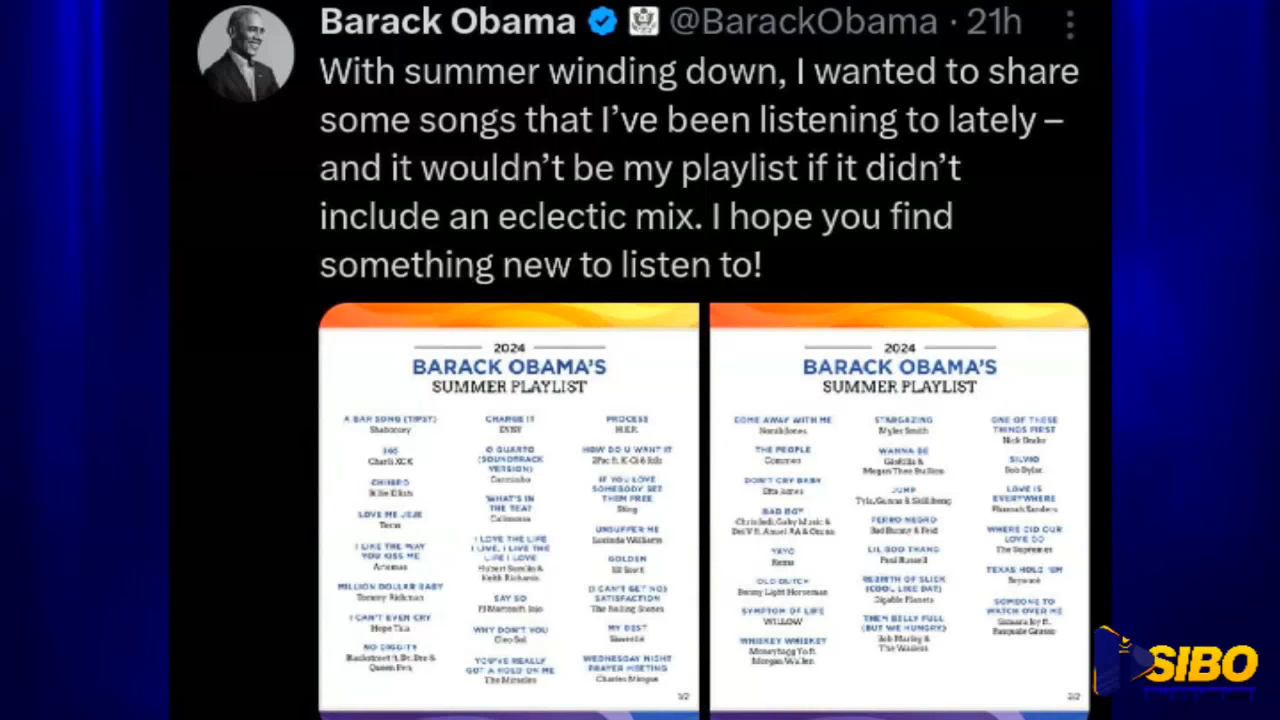 Barack Obama @BarackObama · 21h
With summer winding down, I wanted to share
some songs that I've been listening to lately –
and it wouldn't be my playlist if it didn't
include an eclectic mix. I hope you find
something new to listen to!
2024
BARACK OBAMA'S
SUMMER PLAYLIST
A BAR SONG (TIPSY)
Shaboozey
365
Charli XCX
CHIHIRO
Billie Eilish
LOVE ME JEJE
Tems
I LIKE THE WAY
YOU KISS ME
Artemas
MILLION DOLLAR BABY
Tommy Richman
I CAN'T EVEN CRY
Hope Tala
NO DIGGITY
Blackstreet ft. Dr. Dre &
Queen Pen
CHARGE IT
O QUARTO
(SOUNDTRACK
VERSION)
WHAT'S IN
THE TEA?
I LOVE THE LIFE
I LIVE, I LIVE THE
LIFE I LOVE
Hubert Sumlin &
Keith Richards
SAY SO
PJ Morton ft. Jojo
WHY DON'T YOU
Cleo Sol
YOU'VE REALLY
GOT A HOLD ON ME
The Miracles
PROCESS
H.E.R.
HOW DO U WANT IT
2Pac ft. K-Ci & JoJo
IF YOU LOVE
SOMEBODY SET
THEM FREE
Sting
UNSUFFER ME
Lucinda Williams
GOLDEN
Jill Scott
(I CAN'T GET NO)
SATISFACTION
The Rolling Stones
MY BEST
Saweetie
WEDNESDAY NIGHT
PRAYER MEETING
Charles Mingus
1/2
2024
BARACK OBAMA'S
SUMMER PLAYLIST
COME AWAY WITH ME
Norah Jones
THE PEOPLE
Common
DON'T CRY BABY
Etta James
BAD BOY
YAYO
Rema
OLD DUTCH
Bonny Light Horseman
SYMPTOM OF LIFE
WILLOW
WHISKEY WHISKEY
Moneybagg Yo ft.
Morgan Wallen
STARGAZING
Myles Smith
WANNA BE
GloRilla &
Megan Thee Stallion
JUMP
Tyla, Gunna & Skillibeng
PERRO NEGRO
Bad Bunny & Feid
LIL BOO THANG
Paul Russell
REBIRTH OF SLICK
(COOL LIKE DAT)
Digable Planets
THEM BELLY FULL
(BUT WE HUNGRY)
Bob Marley &
The Wailers
ONE OF THESE
THINGS FIRST
Nick Drake
SILVIO
Bob Dylan
LOVE IS
EVERYWHERE
Pharoah Sanders
WHERE DID OUR
LOVE GO
The Supremes
TEXAS HOLD 'EM
Beyoncé
SOMEONE TO
WATCH OVER ME
Samara Joy ft.
Pasquale Grasso
2/2
SIBO